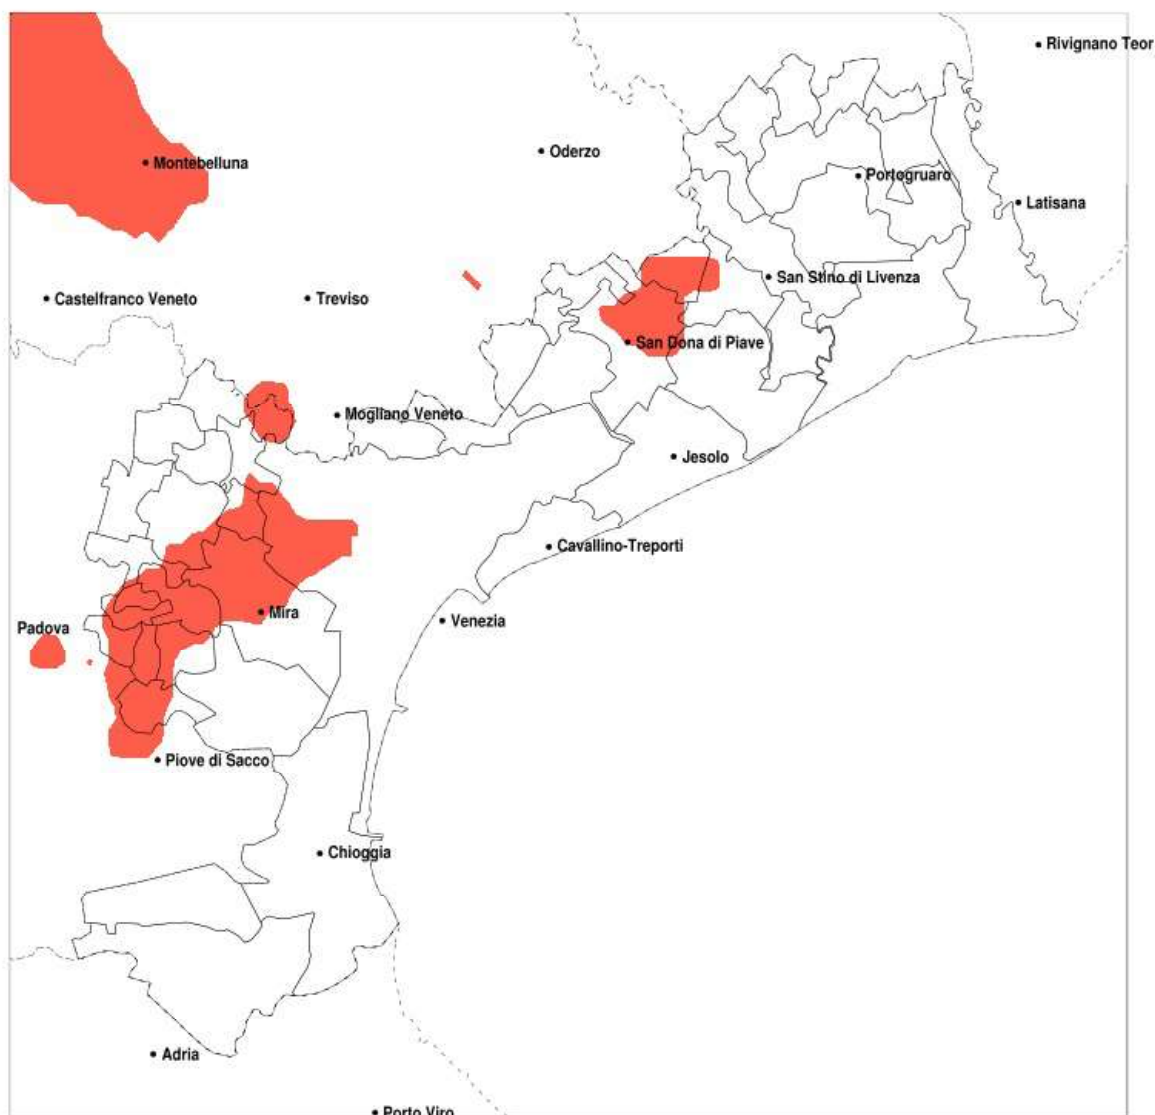 Rivignano Teor
Oderzo
Montebelluna
Portogruaro
Latisana
San Stino di Livenza
Castelfranco Veneto
Treviso
San Dona di Piave
Mogliano Veneto
Jesolo
Cavallino-Treporti
Mira
Venezia
Padova
Piove di Sacco
Chioggia
Adria
Porto Viro